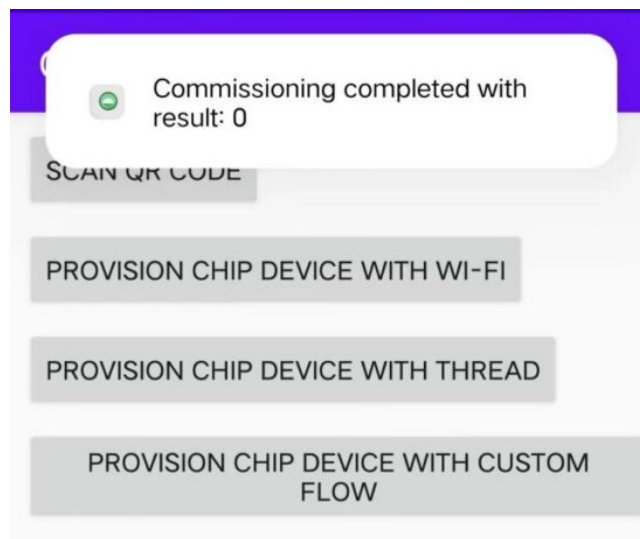 Commissioning completed with
result: 0
SCAN QR CODE
PROVISION CHIP DEVICE WITH WI-FI
PROVISION CHIP DEVICE WITH THREAD
PROVISION CHIP DEVICE WITH CUSTOM
FLOW